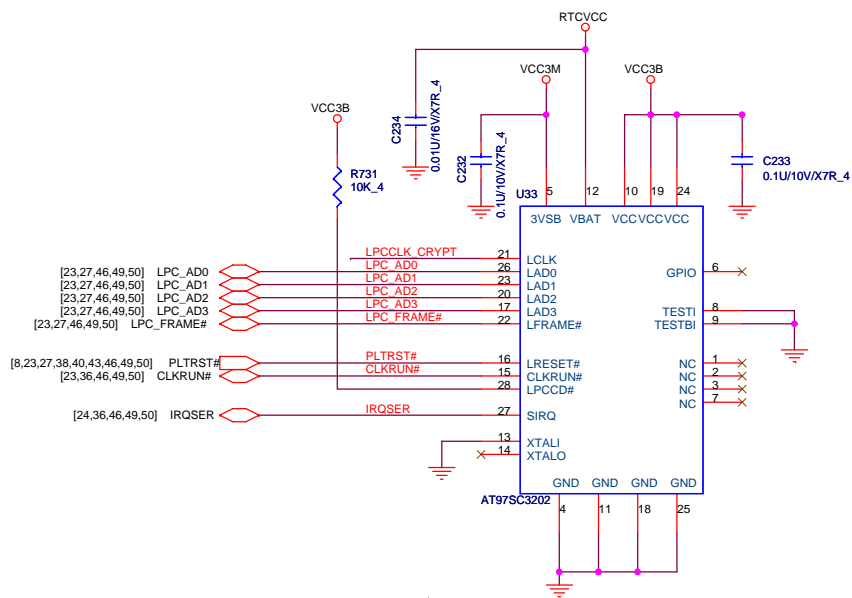 RTCVCC
VCC3M
VCC3B
VCC3B
C234
0.01U/16V/X7R_4
C232
0.1U/10V/X7R_4
C233
0.1U/10V/X7R_4
R731
10K_4
U33
5
12
10
19
24
3VSB
VBAT
VCC
VCC
VCC
LPCCLK_CRYPT
21
LCLK
[23,27,46,49,50]
LPC_AD0
LPC_AD0
26
LAD0
GPIO
6
[23,27,46,49,50]
LPC_AD1
LPC_AD1
23
LAD1
[23,27,46,49,50]
LPC_AD2
LPC_AD2
20
LAD2
[23,27,46,49,50]
LPC_AD3
LPC_AD3
17
LAD3
TESTI
8
[23,27,46,49,50]
LPC_FRAME#
LPC_FRAME#
22
LFRAME#
TESTBI
9
[8,23,27,38,40,43,46,49,50]
PLTRST#
PLTRST#
16
LRESET#
NC
1
[23,36,46,49,50]
CLKRUN#
CLKRUN#
15
CLKRUN#
NC
2
28
LPCCD#
NC
3
NC
7
[24,36,46,49,50]
IRQSER
IRQSER
27
SIRQ
13
XTALI
14
XTALO
GND
GND
GND
GND
AT97SC3202
4
11
18
25